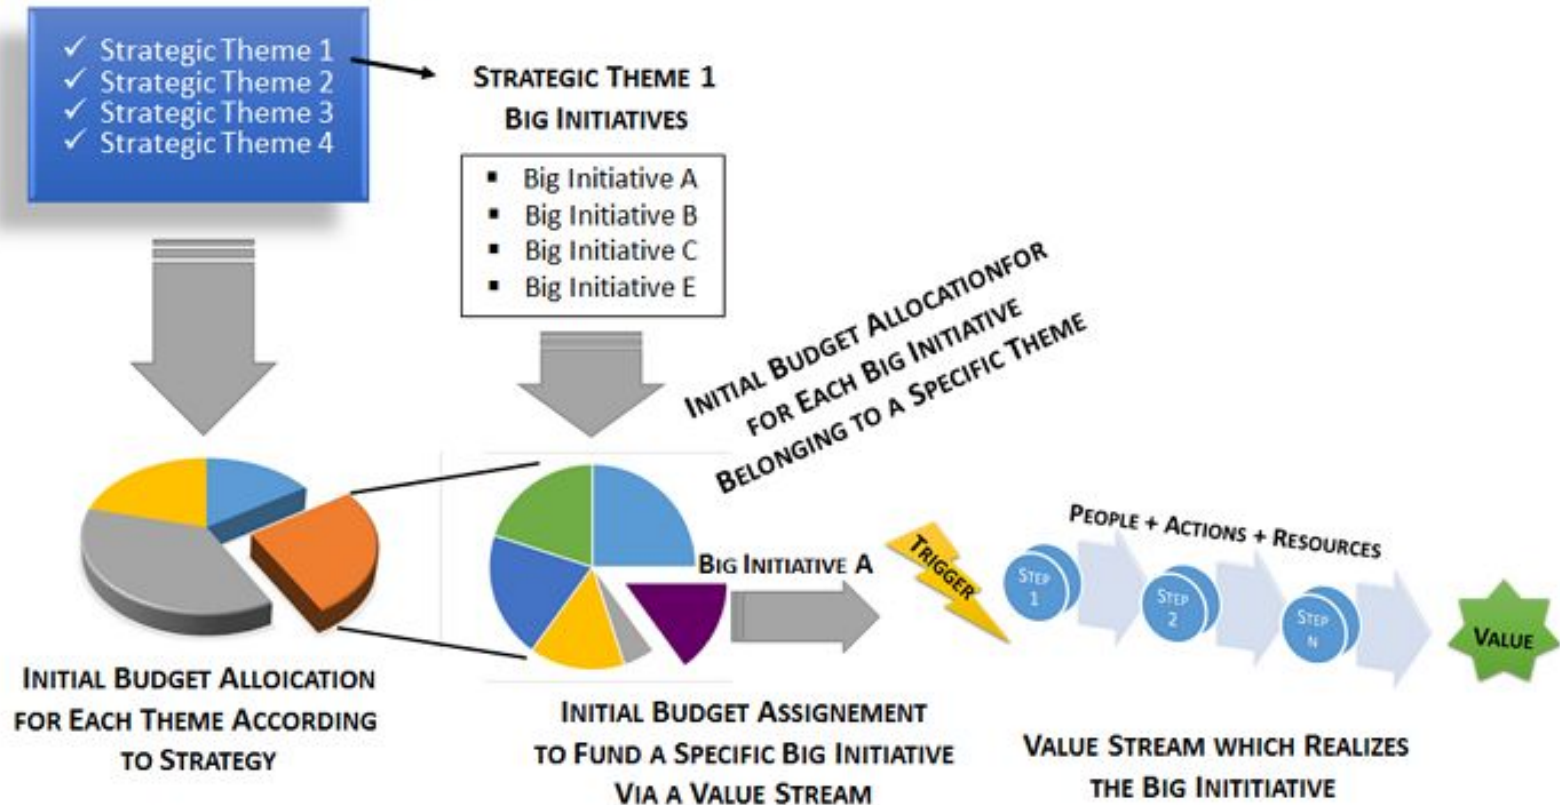 ✓ Strategic Theme 1
✓ Strategic Theme 2
✓ Strategic Theme 3
✓ Strategic Theme 4
STRATEGIC THEME 1
BIG INITIATIVES
▪ Big Initiative A
▪ Big Initiative B
▪ Big Initiative C
▪ Big Initiative E
INITIAL BUDGET ALLOCATIONFOR
FOR EACH BIG INITIATIVE
BELONGING TO A SPECIFIC THEME
BIG INITIATIVE A
TRIGGER
PEOPLE + ACTIONS + RESOURCES
STEP
1
STEP
2
STEP
N
VALUE
INITIAL BUDGET ALLOICATION
FOR EACH THEME ACCORDING
TO STRATEGY
INITIAL BUDGET ASSIGNEMENT
TO FUND A SPECIFIC BIG INITIATIVE
VIA A VALUE STREAM
VALUE STREAM WHICH REALIZES
THE BIG INITITIATIVE